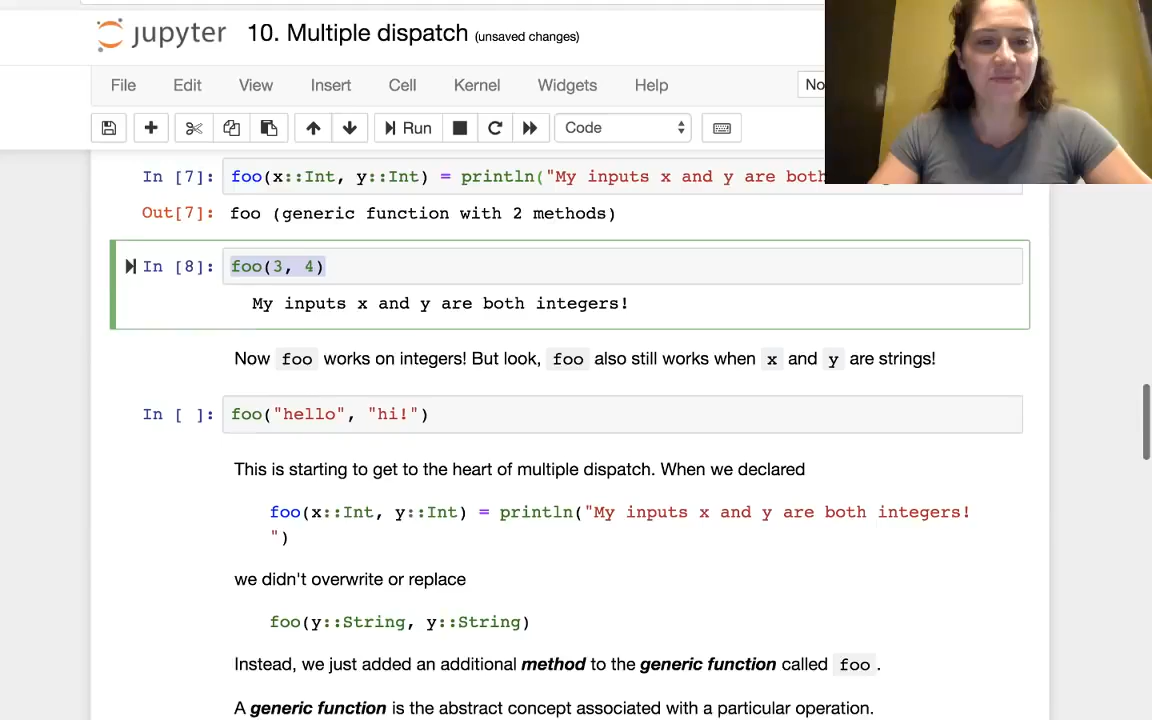 jupyter 10. Multiple dispatch (unsaved changes)
File Edit View Insert Cell Kernel Widgets Help No
Run Code
In [7]: foo(x::Int, y::Int) = println("My inputs x and y are both
Out[7]: foo (generic function with 2 methods)
In [8]: foo(3, 4)
My inputs x and y are both integers!
Now foo works on integers! But look, foo also still works when x and y are strings!
In [ ]: foo("hello", "hi!")
This is starting to get to the heart of multiple dispatch. When we declared
foo(x::Int, y::Int) = println("My inputs x and y are both integers!
")
we didn't overwrite or replace
foo(y::String, y::String)
Instead, we just added an additional method to the generic function called foo .
A generic function is the abstract concept associated with a particular operation.